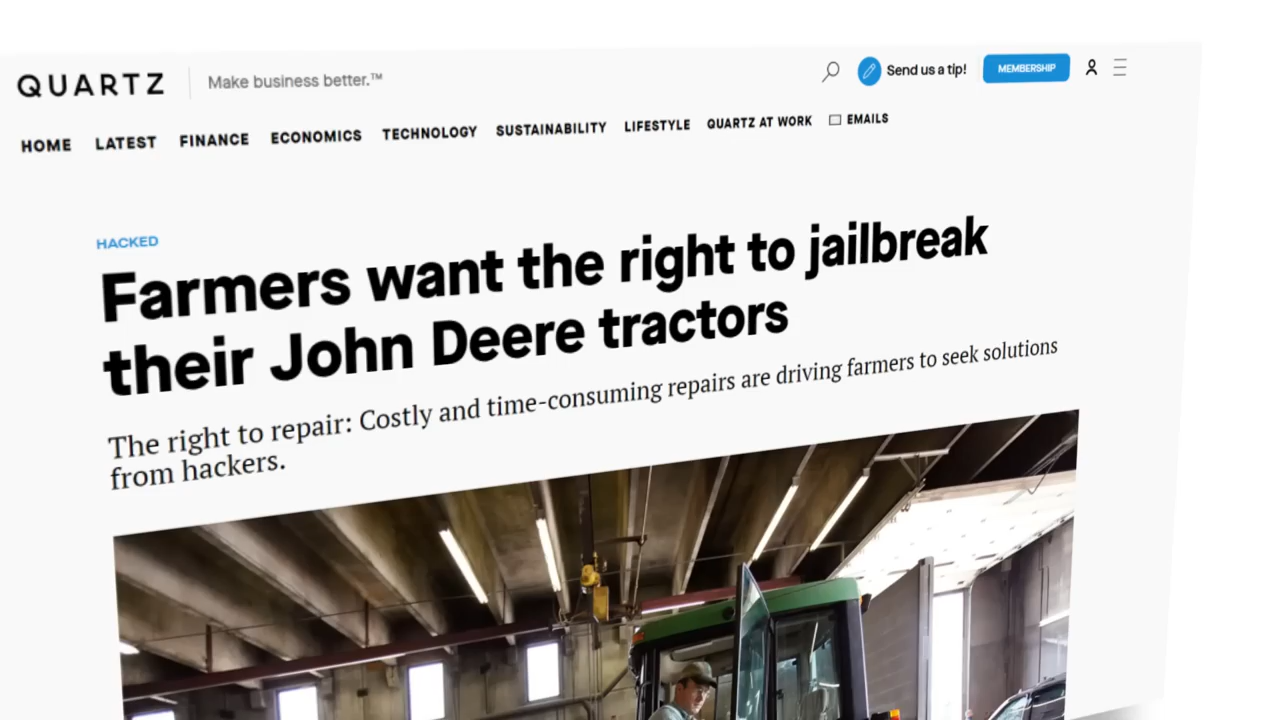 QUARTZ
Make business better.™
Send us a tip!
MEMBERSHIP
HOME LATEST FINANCE ECONOMICS TECHNOLOGY SUSTAINABILITY LIFESTYLE QUARTZ AT WORK EMAILS
HACKED
Farmers want the right to jailbreak
their John Deere tractors
The right to repair: Costly and time-consuming repairs are driving farmers to seek solutions
from hackers.